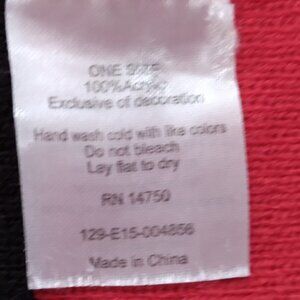 ONE SIZE
100% Acrylic
Exclusive of decoration
Hand wash cold with like colors
Do not bleach
Lay flat to dry
RN 14750
129-E15-004856
Made in China